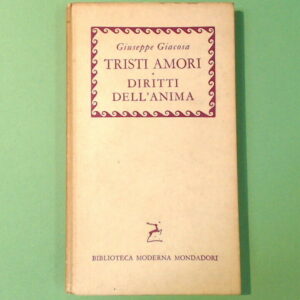 Giuseppe Giacosa
TRISTI AMORI
DIRITTI
DELL'ANIMA
BIBLIOTECA MODERNA MONDADORI